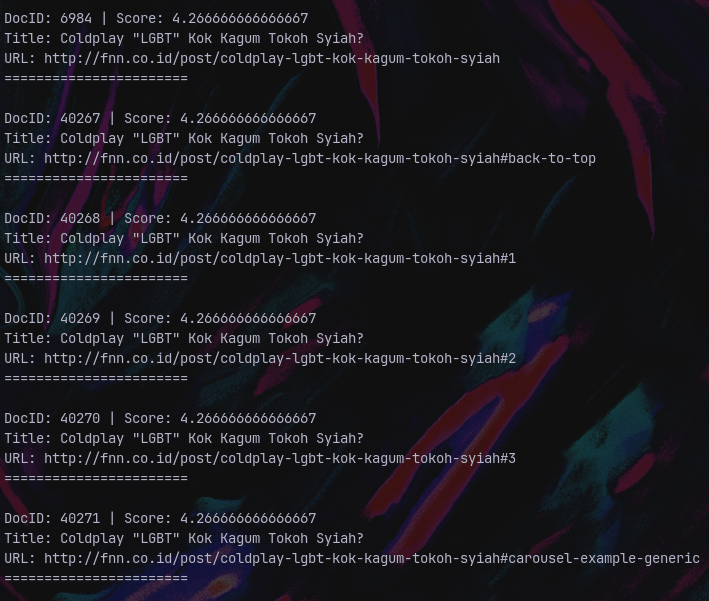 DocID: 6984 | Score: 4.266666666666667
Title: Coldplay "LGBT" Kok Kagum Tokoh Syiah?
URL: http://fnn.co.id/post/coldplay-lgbt-kok-kagum-tokoh-syiah
=======================
DocID: 40267 | Score: 4.266666666666667
Title: Coldplay "LGBT" Kok Kagum Tokoh Syiah?
URL: http://fnn.co.id/post/coldplay-lgbt-kok-kagum-tokoh-syiah#back-to-top
=======================
DocID: 40268 | Score: 4.266666666666667
Title: Coldplay "LGBT" Kok Kagum Tokoh Syiah?
URL: http://fnn.co.id/post/coldplay-lgbt-kok-kagum-tokoh-syiah#1
=======================
DocID: 40269 | Score: 4.266666666666667
Title: Coldplay "LGBT" Kok Kagum Tokoh Syiah?
URL: http://fnn.co.id/post/coldplay-lgbt-kok-kagum-tokoh-syiah#2
=======================
DocID: 40270 | Score: 4.266666666666667
Title: Coldplay "LGBT" Kok Kagum Tokoh Syiah?
URL: http://fnn.co.id/post/coldplay-lgbt-kok-kagum-tokoh-syiah#3
=======================
DocID: 40271 | Score: 4.266666666666667
Title: Coldplay "LGBT" Kok Kagum Tokoh Syiah?
URL: http://fnn.co.id/post/coldplay-lgbt-kok-kagum-tokoh-syiah#carousel-example-generic
=======================